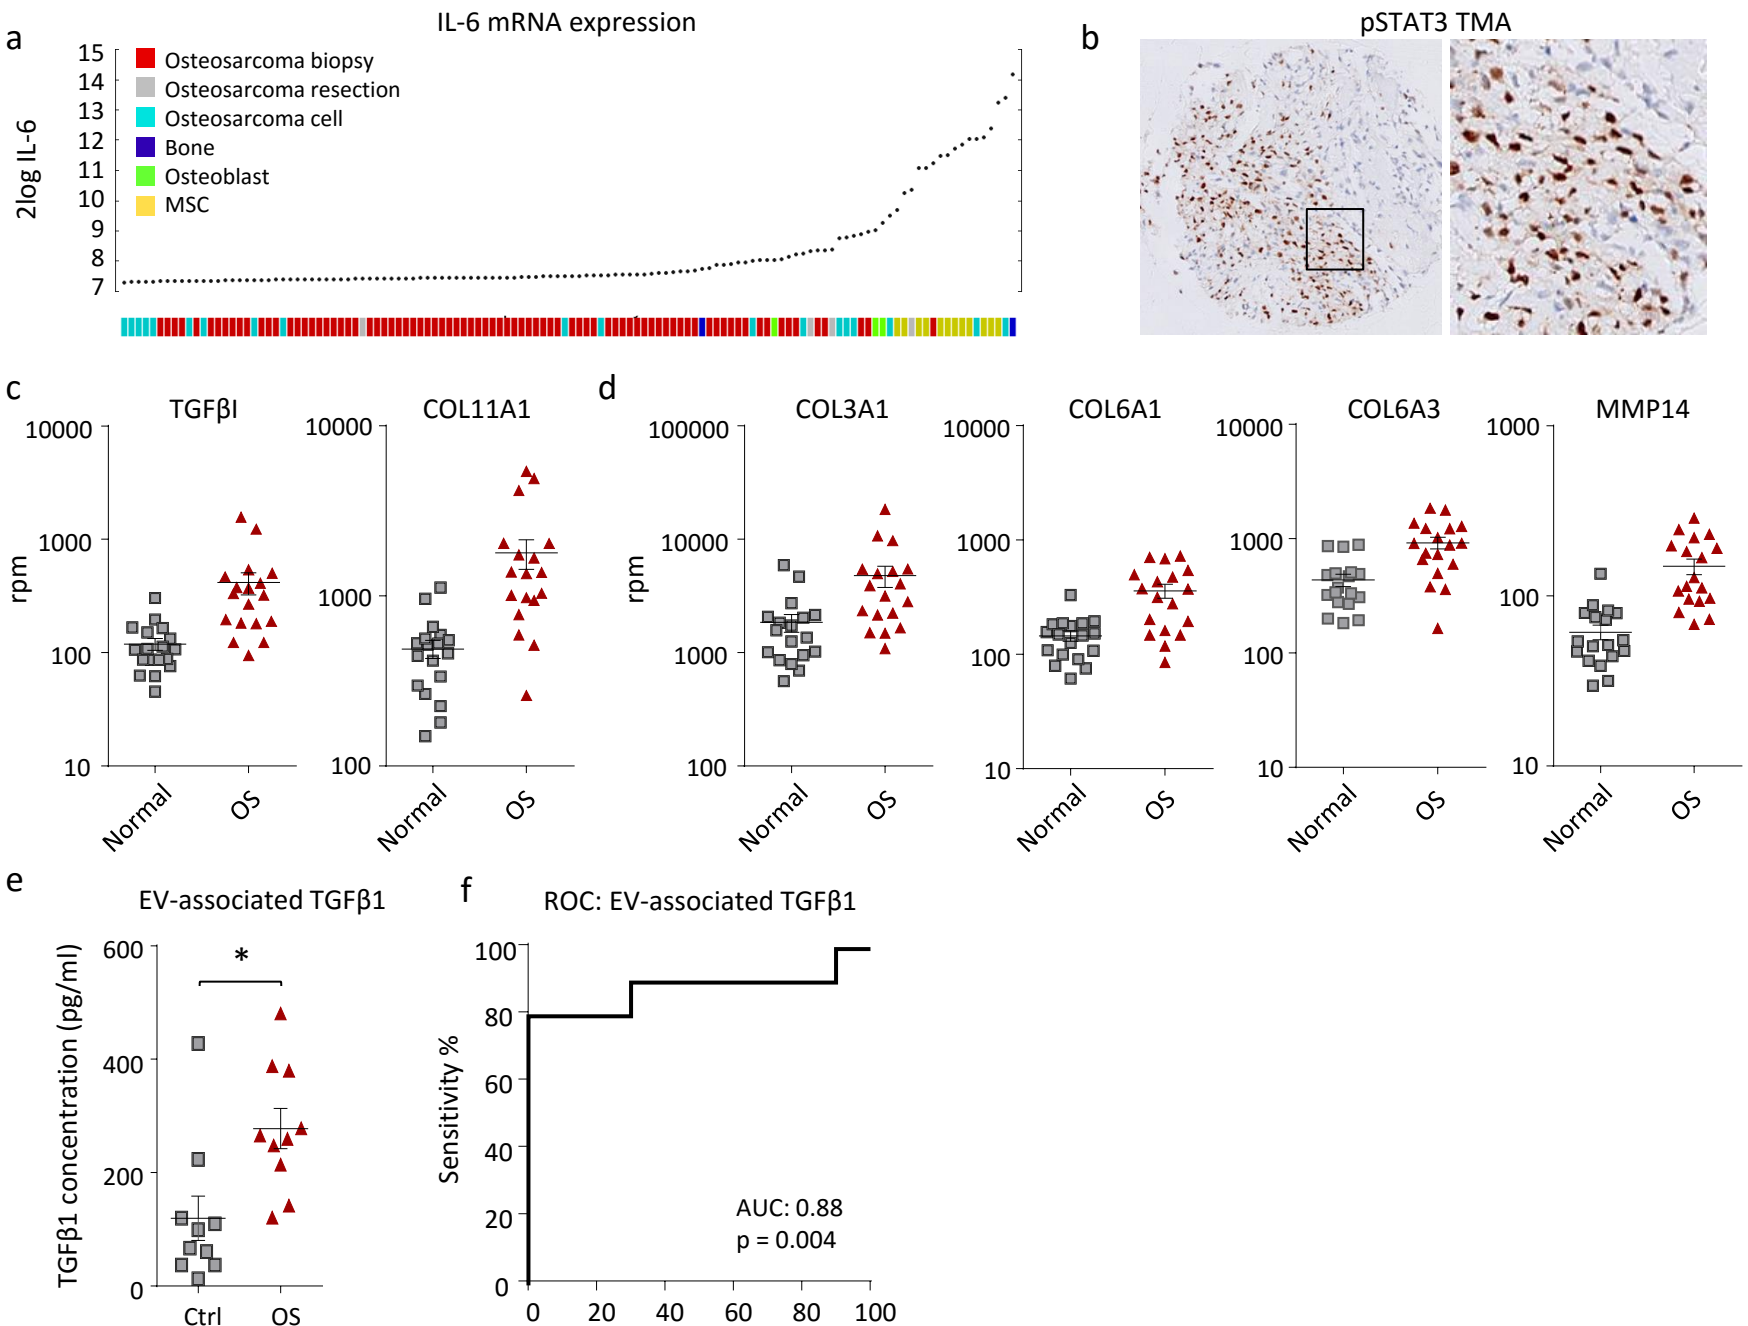 a
IL-6 mRNA expression
2log IL-6
15
14
13
12
11
10
9
8
7
Osteosarcoma biopsy
Osteosarcoma resection
Osteosarcoma cell
Bone
Osteoblast
MSC
b
pSTAT3 TMA
c
TGFβI
rpm
10000
1000
100
10
Normal
OS
COL11A1
10000
1000
100
Normal
OS
d
COL3A1
rpm
100000
10000
1000
100
Normal
OS
COL6A1
10000
1000
100
10
Normal
OS
COL6A3
10000
1000
100
10
Normal
OS
MMP14
1000
100
10
Normal
OS
e
EV-associated TGFβ1
TGFβ1 concentration (pg/ml)
600
400
200
0
*
Ctrl
OS
f
ROC: EV-associated TGFβ1
Sensitivity %
100
80
60
40
20
0
AUC: 0.88
p = 0.004
0 20 40 60 80 100